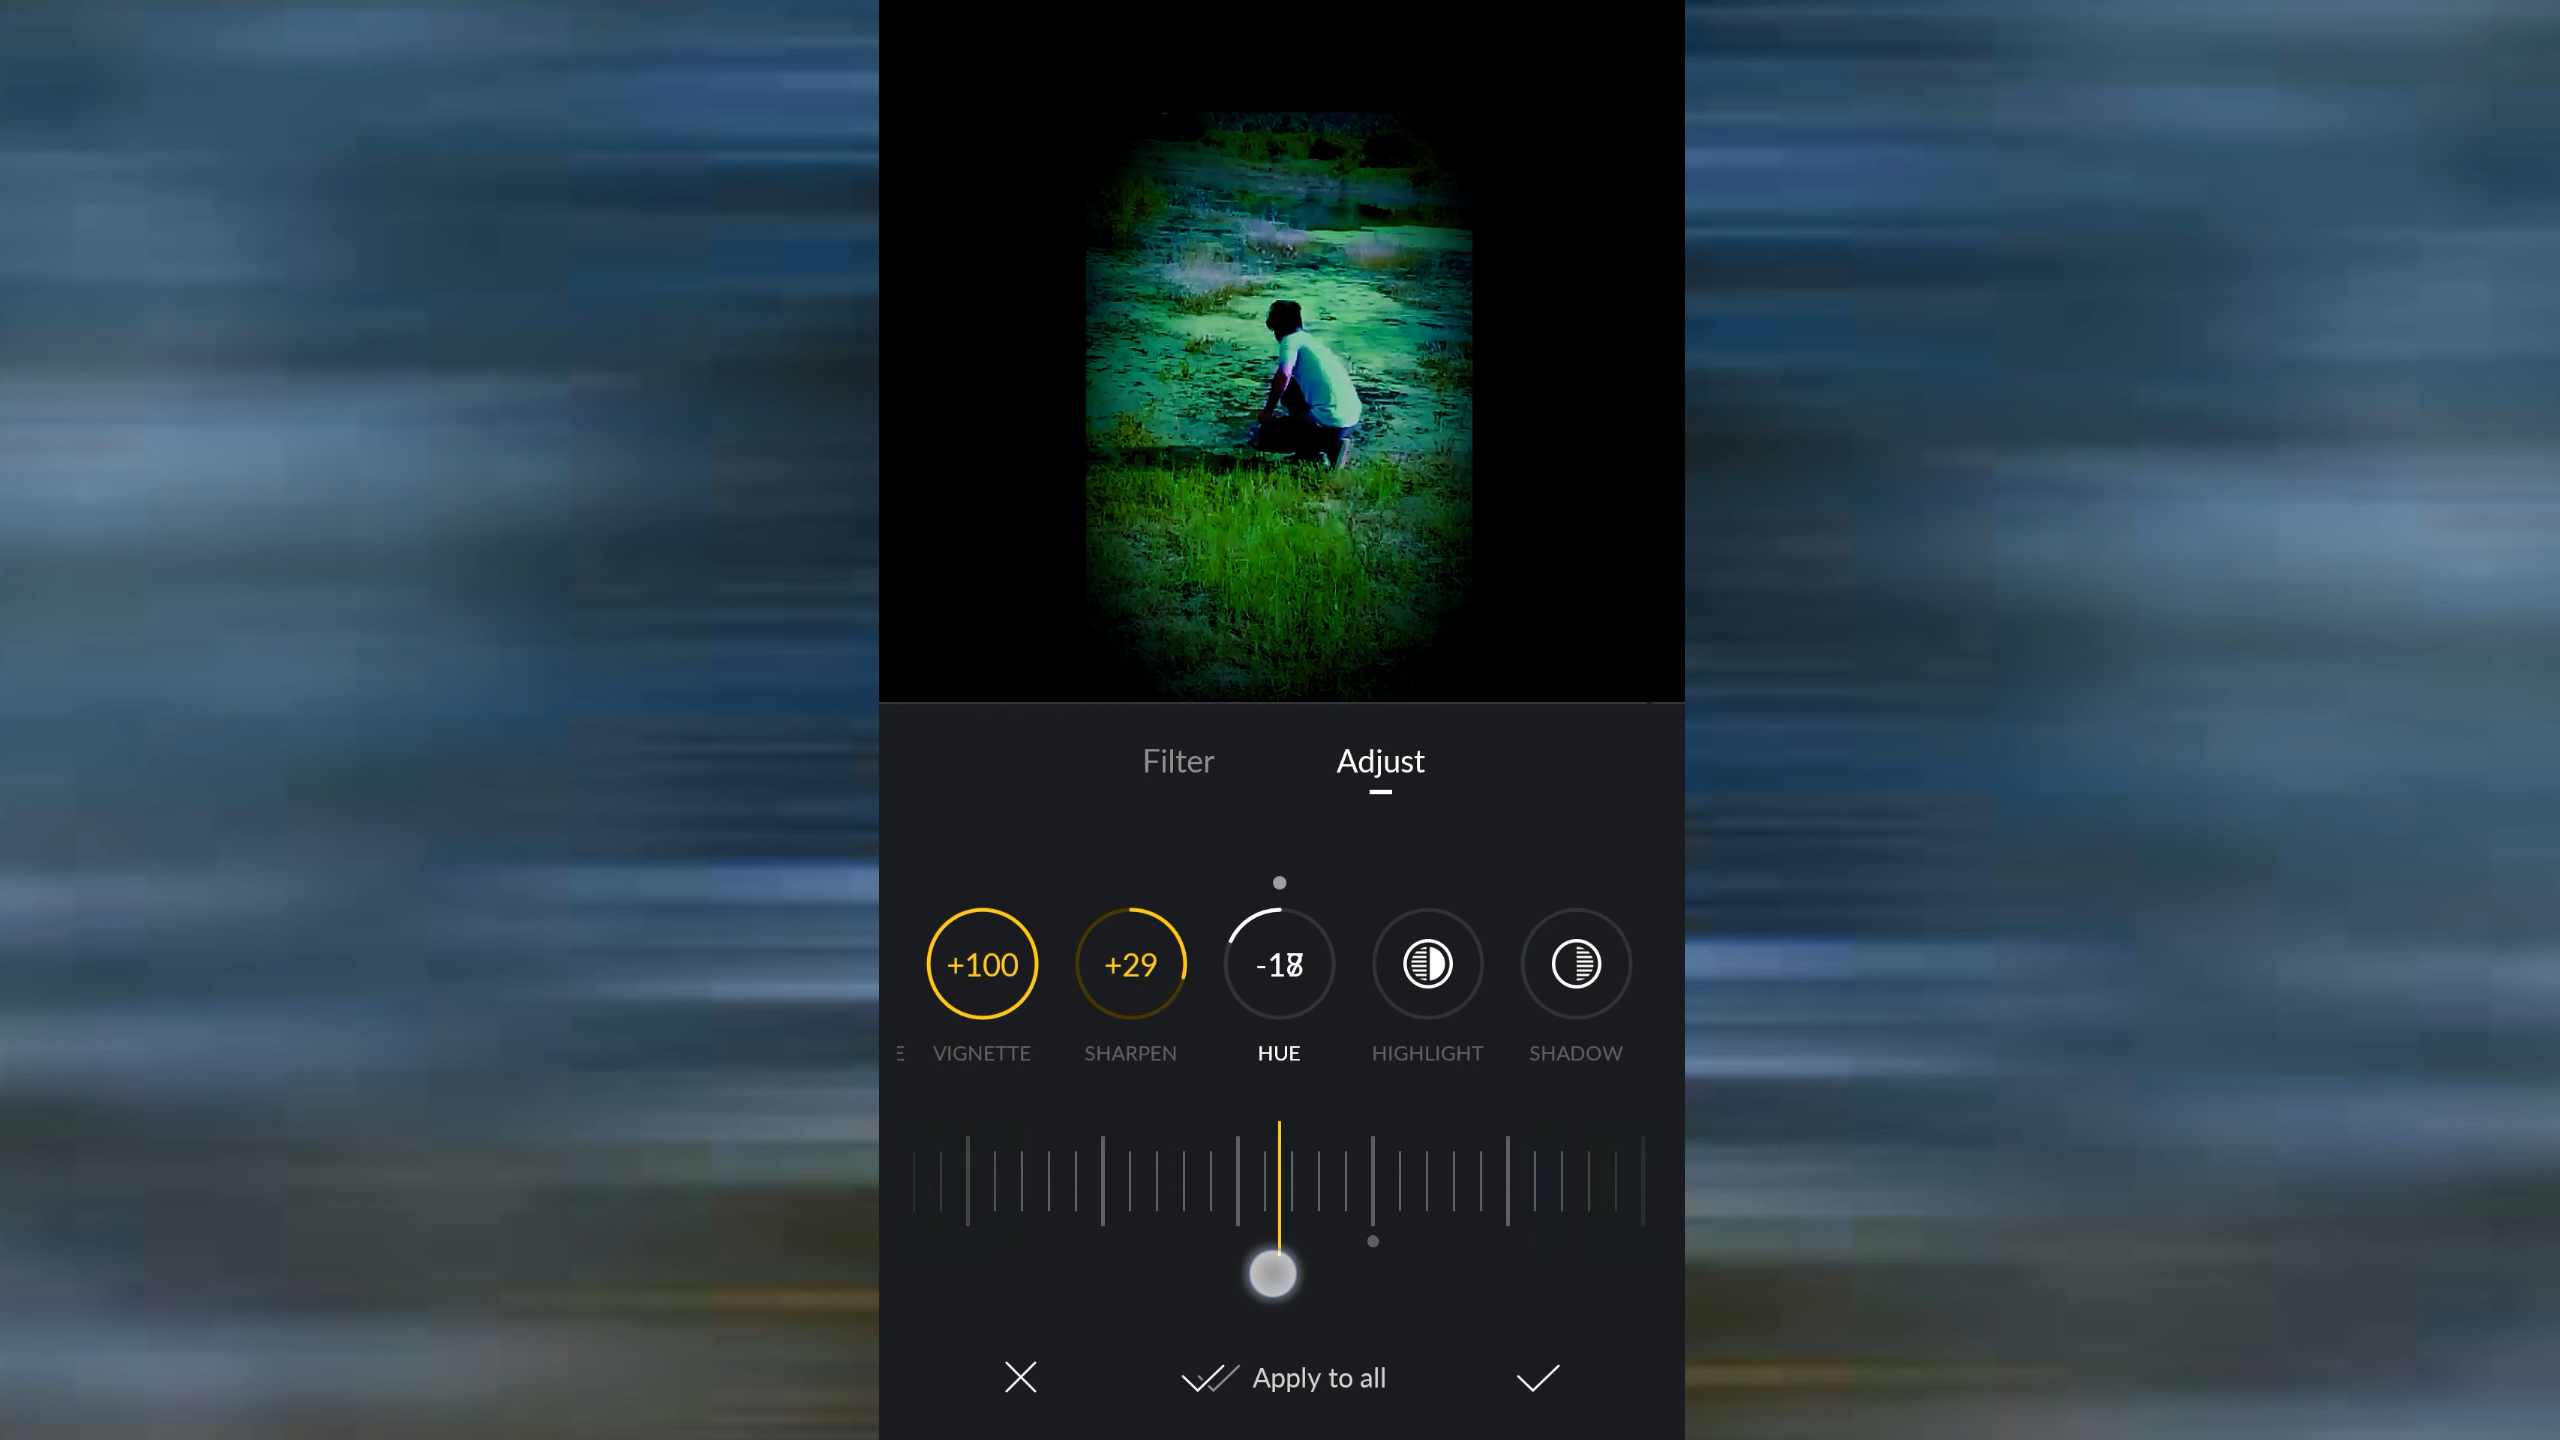 Filter Adjust
+100 +29
E VIGNETTE SHARPEN HUE HIGHLIGHT SHADOW
Apply to all